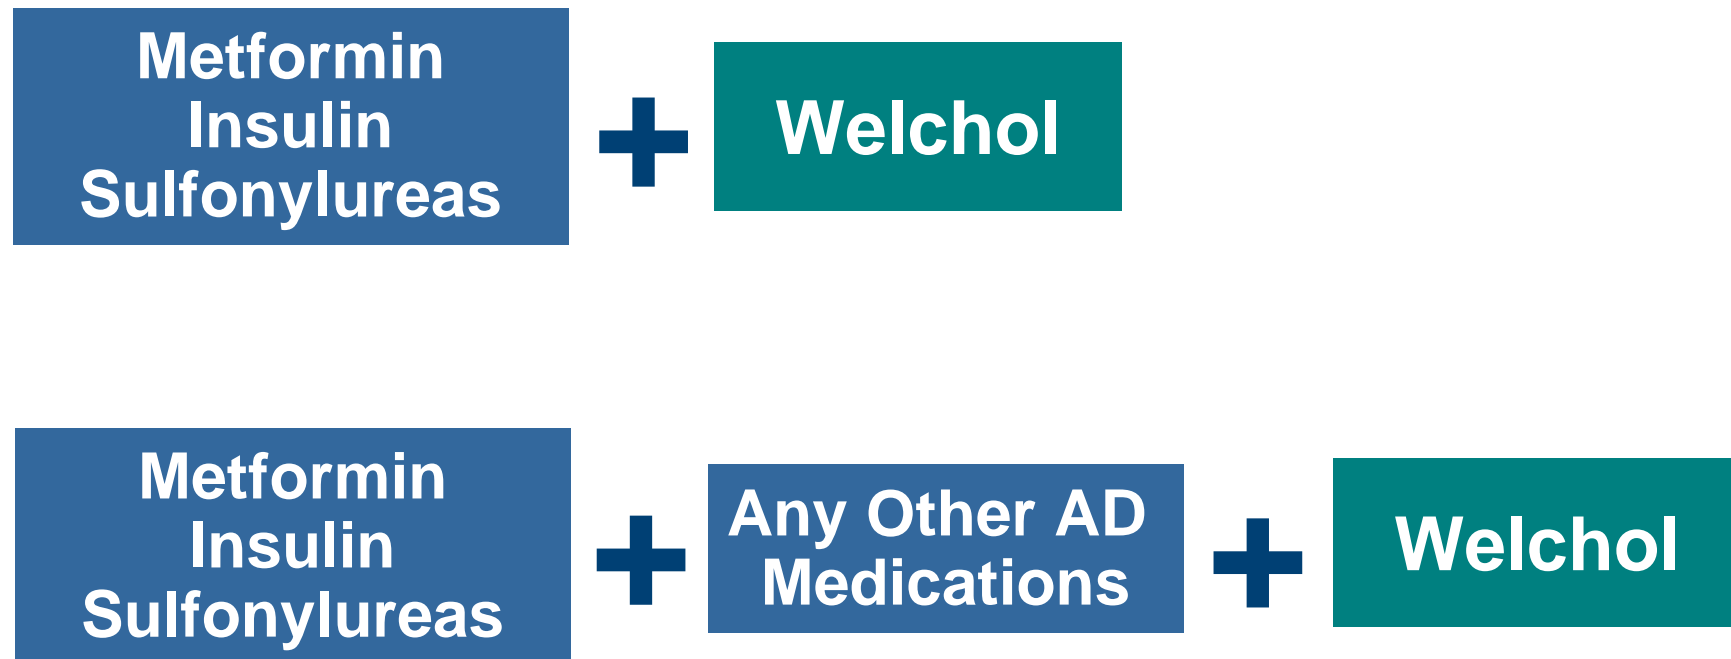 Metformin
Insulin
Sulfonylureas
+
Welchol
Metformin
Insulin
Sulfonylureas
+
Any Other AD
Medications
+
Welchol